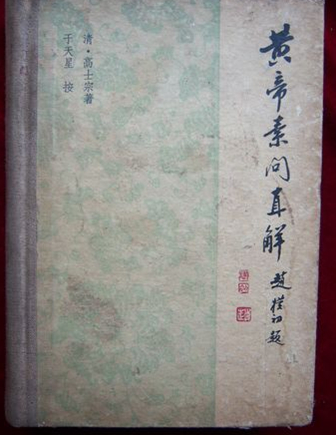 黄帝素问直解
赵朴初题
清·高士宗著
于天星 按